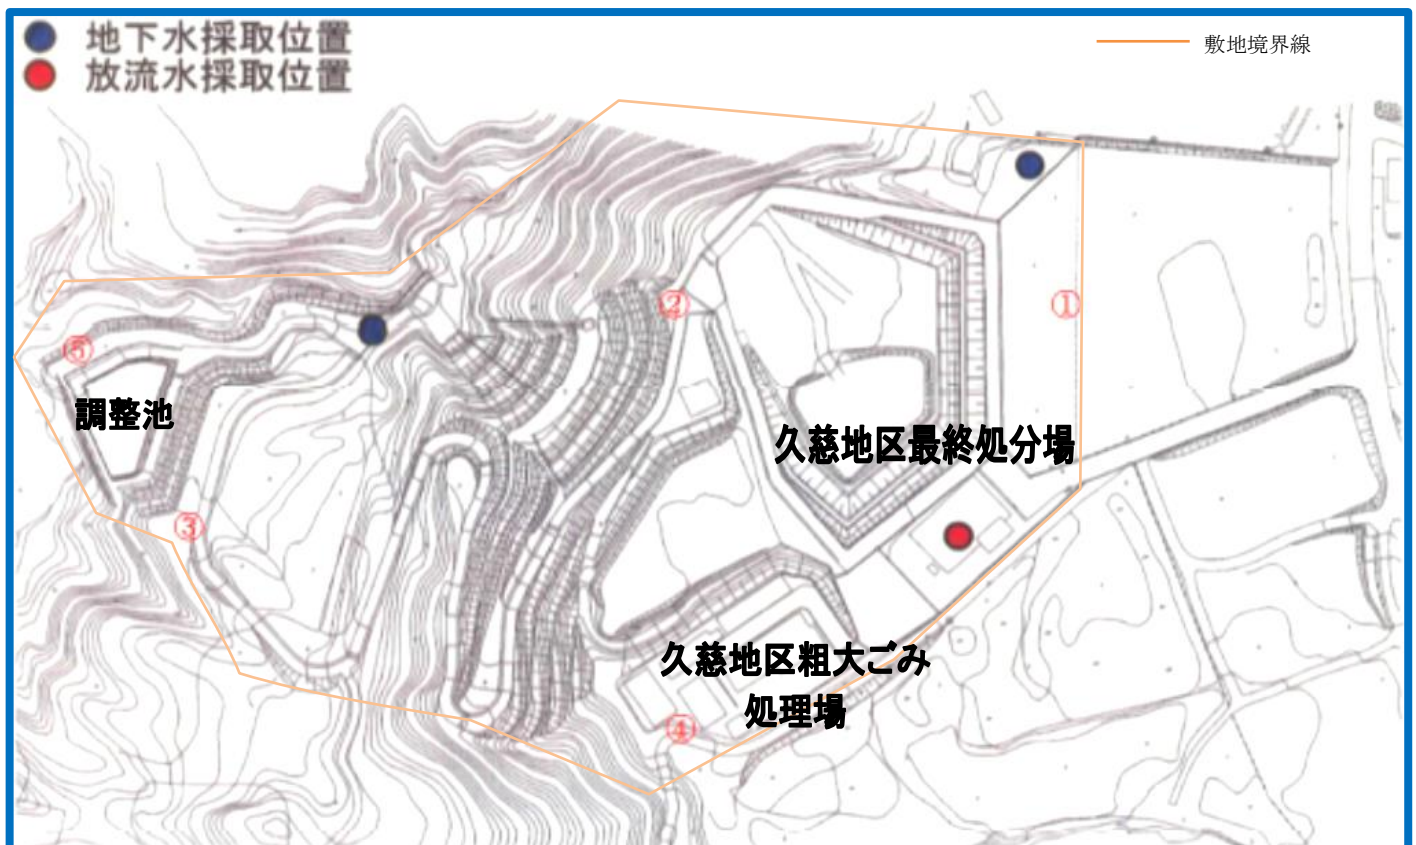 地下水採取位置
放流水採取位置
敷地境界線
②
①
⑤
調整池
久慈地区最終処分場
③
久慈地区粗大ごみ
処理場
④